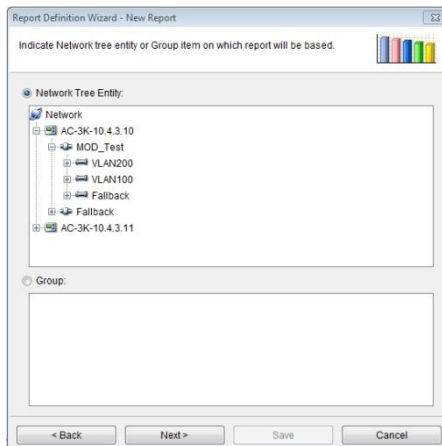 Report Definition Wizard - New Report
Indicate Network tree entity or Group item on which report will be based.
Network Tree Entity:
Network
AC-3K-10.4.3.10
MOD_Test
VLAN200
VLAN100
Fallback
Fallback
AC-3K-10.4.3.11
Group:
< Back
Next >
Save
Cancel